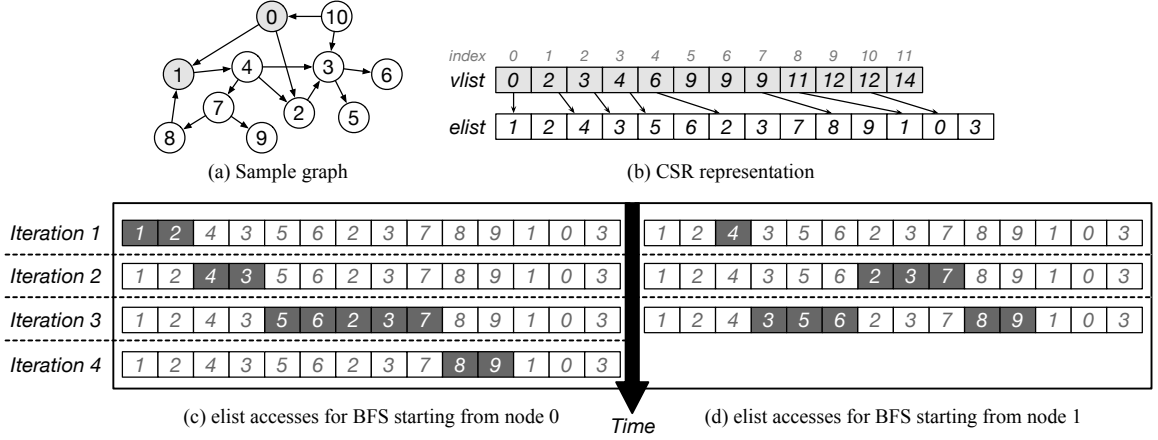 0 10
1 4 3 6
7 2 5
8 9
(a) Sample graph
index 0 1 2 3 4 5 6 7 8 9 10 11
vlist 0 2 3 4 6 9 9 9 11 12 12 14
elist 1 2 4 3 5 6 2 3 7 8 9 1 0 3
(b) CSR representation
Iteration 1 1 2 4 3 5 6 2 3 7 8 9 1 0 3 1 2 4 3 5 6 2 3 7 8 9 1 0 3
Iteration 2 1 2 4 3 5 6 2 3 7 8 9 1 0 3 1 2 4 3 5 6 2 3 7 8 9 1 0 3
Iteration 3 1 2 4 3 5 6 2 3 7 8 9 1 0 3 1 2 4 3 5 6 2 3 7 8 9 1 0 3
Iteration 4 1 2 4 3 5 6 2 3 7 8 9 1 0 3
(c) elist accesses for BFS starting from node 0
Time
(d) elist accesses for BFS starting from node 1